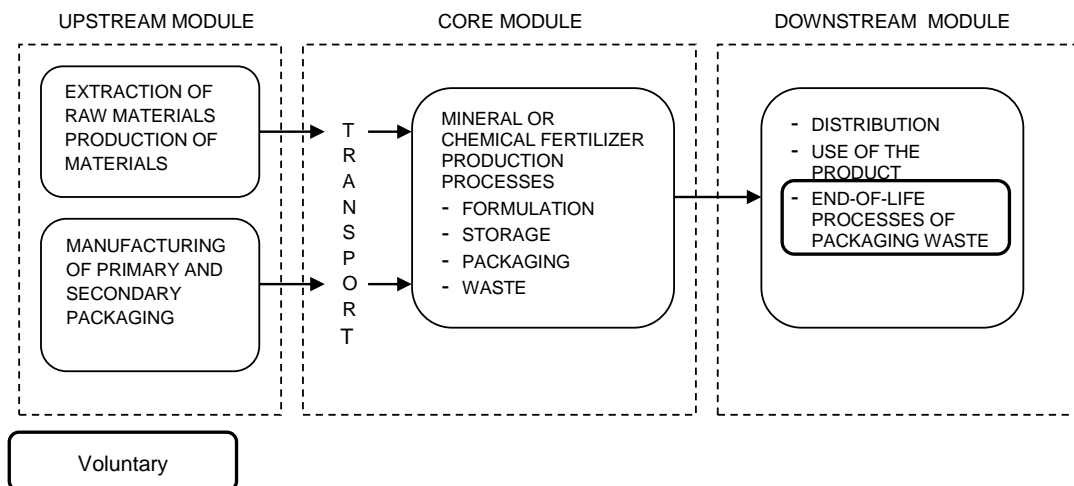 UPSTREAM MODULE
CORE MODULE
DOWNSTREAM MODULE
EXTRACTION OF
RAW MATERIALS
PRODUCTION OF
MATERIALS
MANUFACTURING
OF PRIMARY AND
SECONDARY
PACKAGING
T
R
A
N
S
P
O
R
T
MINERAL OR
CHEMICAL FERTILIZER
PRODUCTION
PROCESSES
- FORMULATION
- STORAGE
- PACKAGING
- WASTE
- DISTRIBUTION
- USE OF THE
PRODUCT
- END-OF-LIFE
PROCESSES OF
PACKAGING WASTE
Voluntary